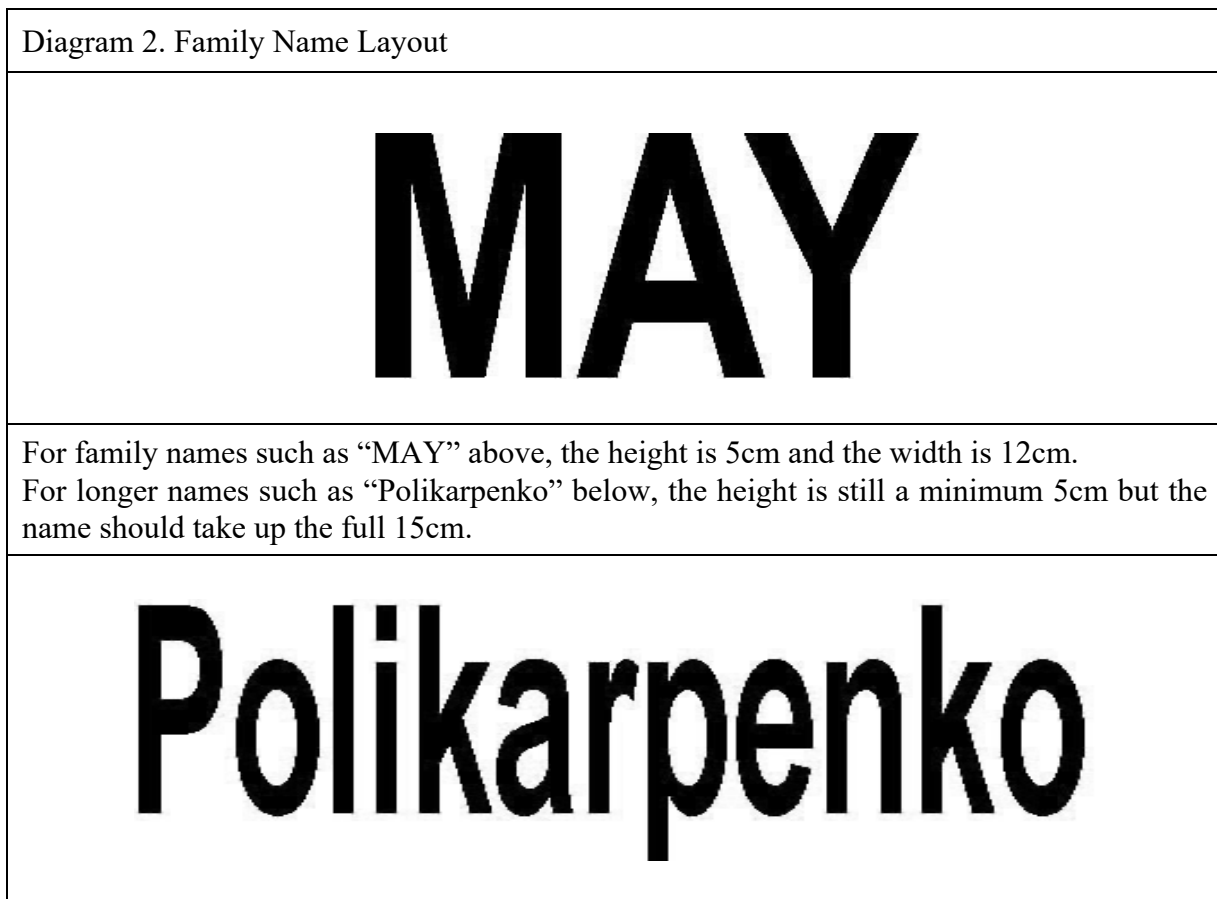 Diagram 2. Family Name Layout
MAY
For family names such as “MAY” above, the height is 5cm and the width is 12cm.
For longer names such as “Polikarpenko” below, the height is still a minimum 5cm but the
name should take up the full 15cm.
Polikarpenko